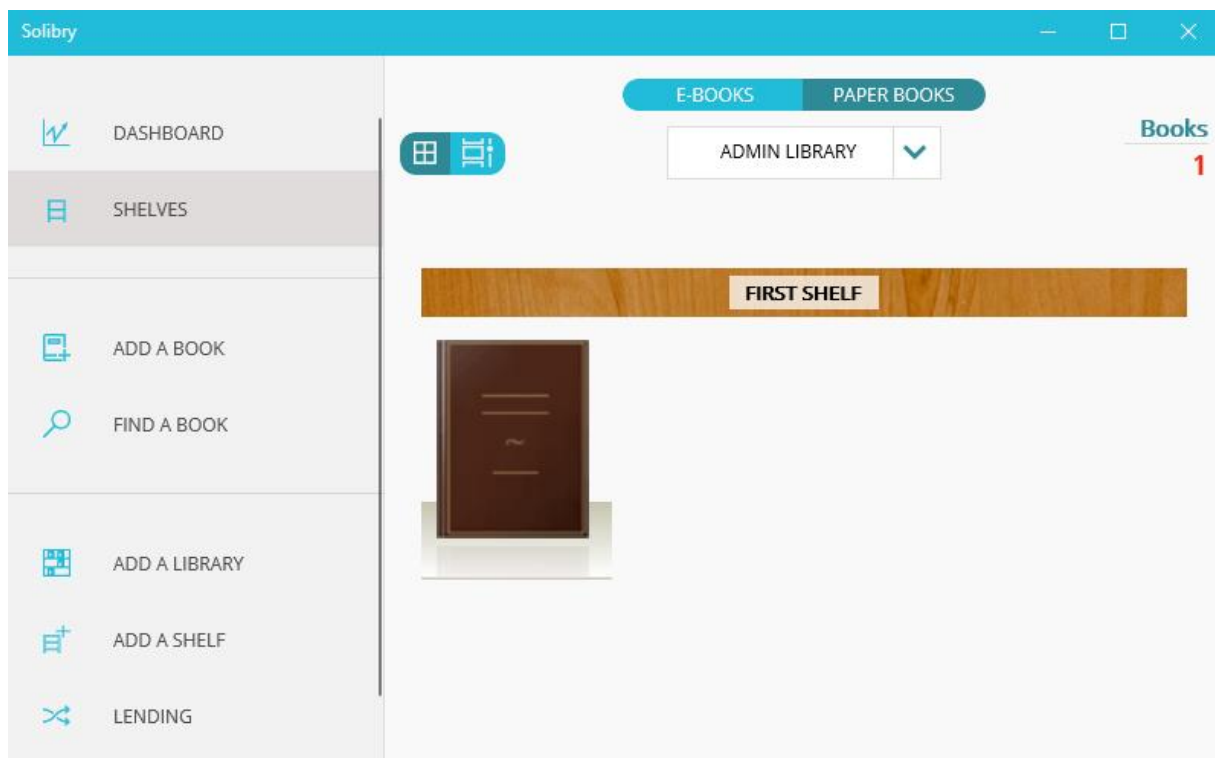 Solibry
DASHBOARD
SHELVES
ADD A BOOK
FIND A BOOK
ADD A LIBRARY
ADD A SHELF
LENDING
E-BOOKS
PAPER BOOKS
ADMIN LIBRARY
Books
1
FIRST SHELF